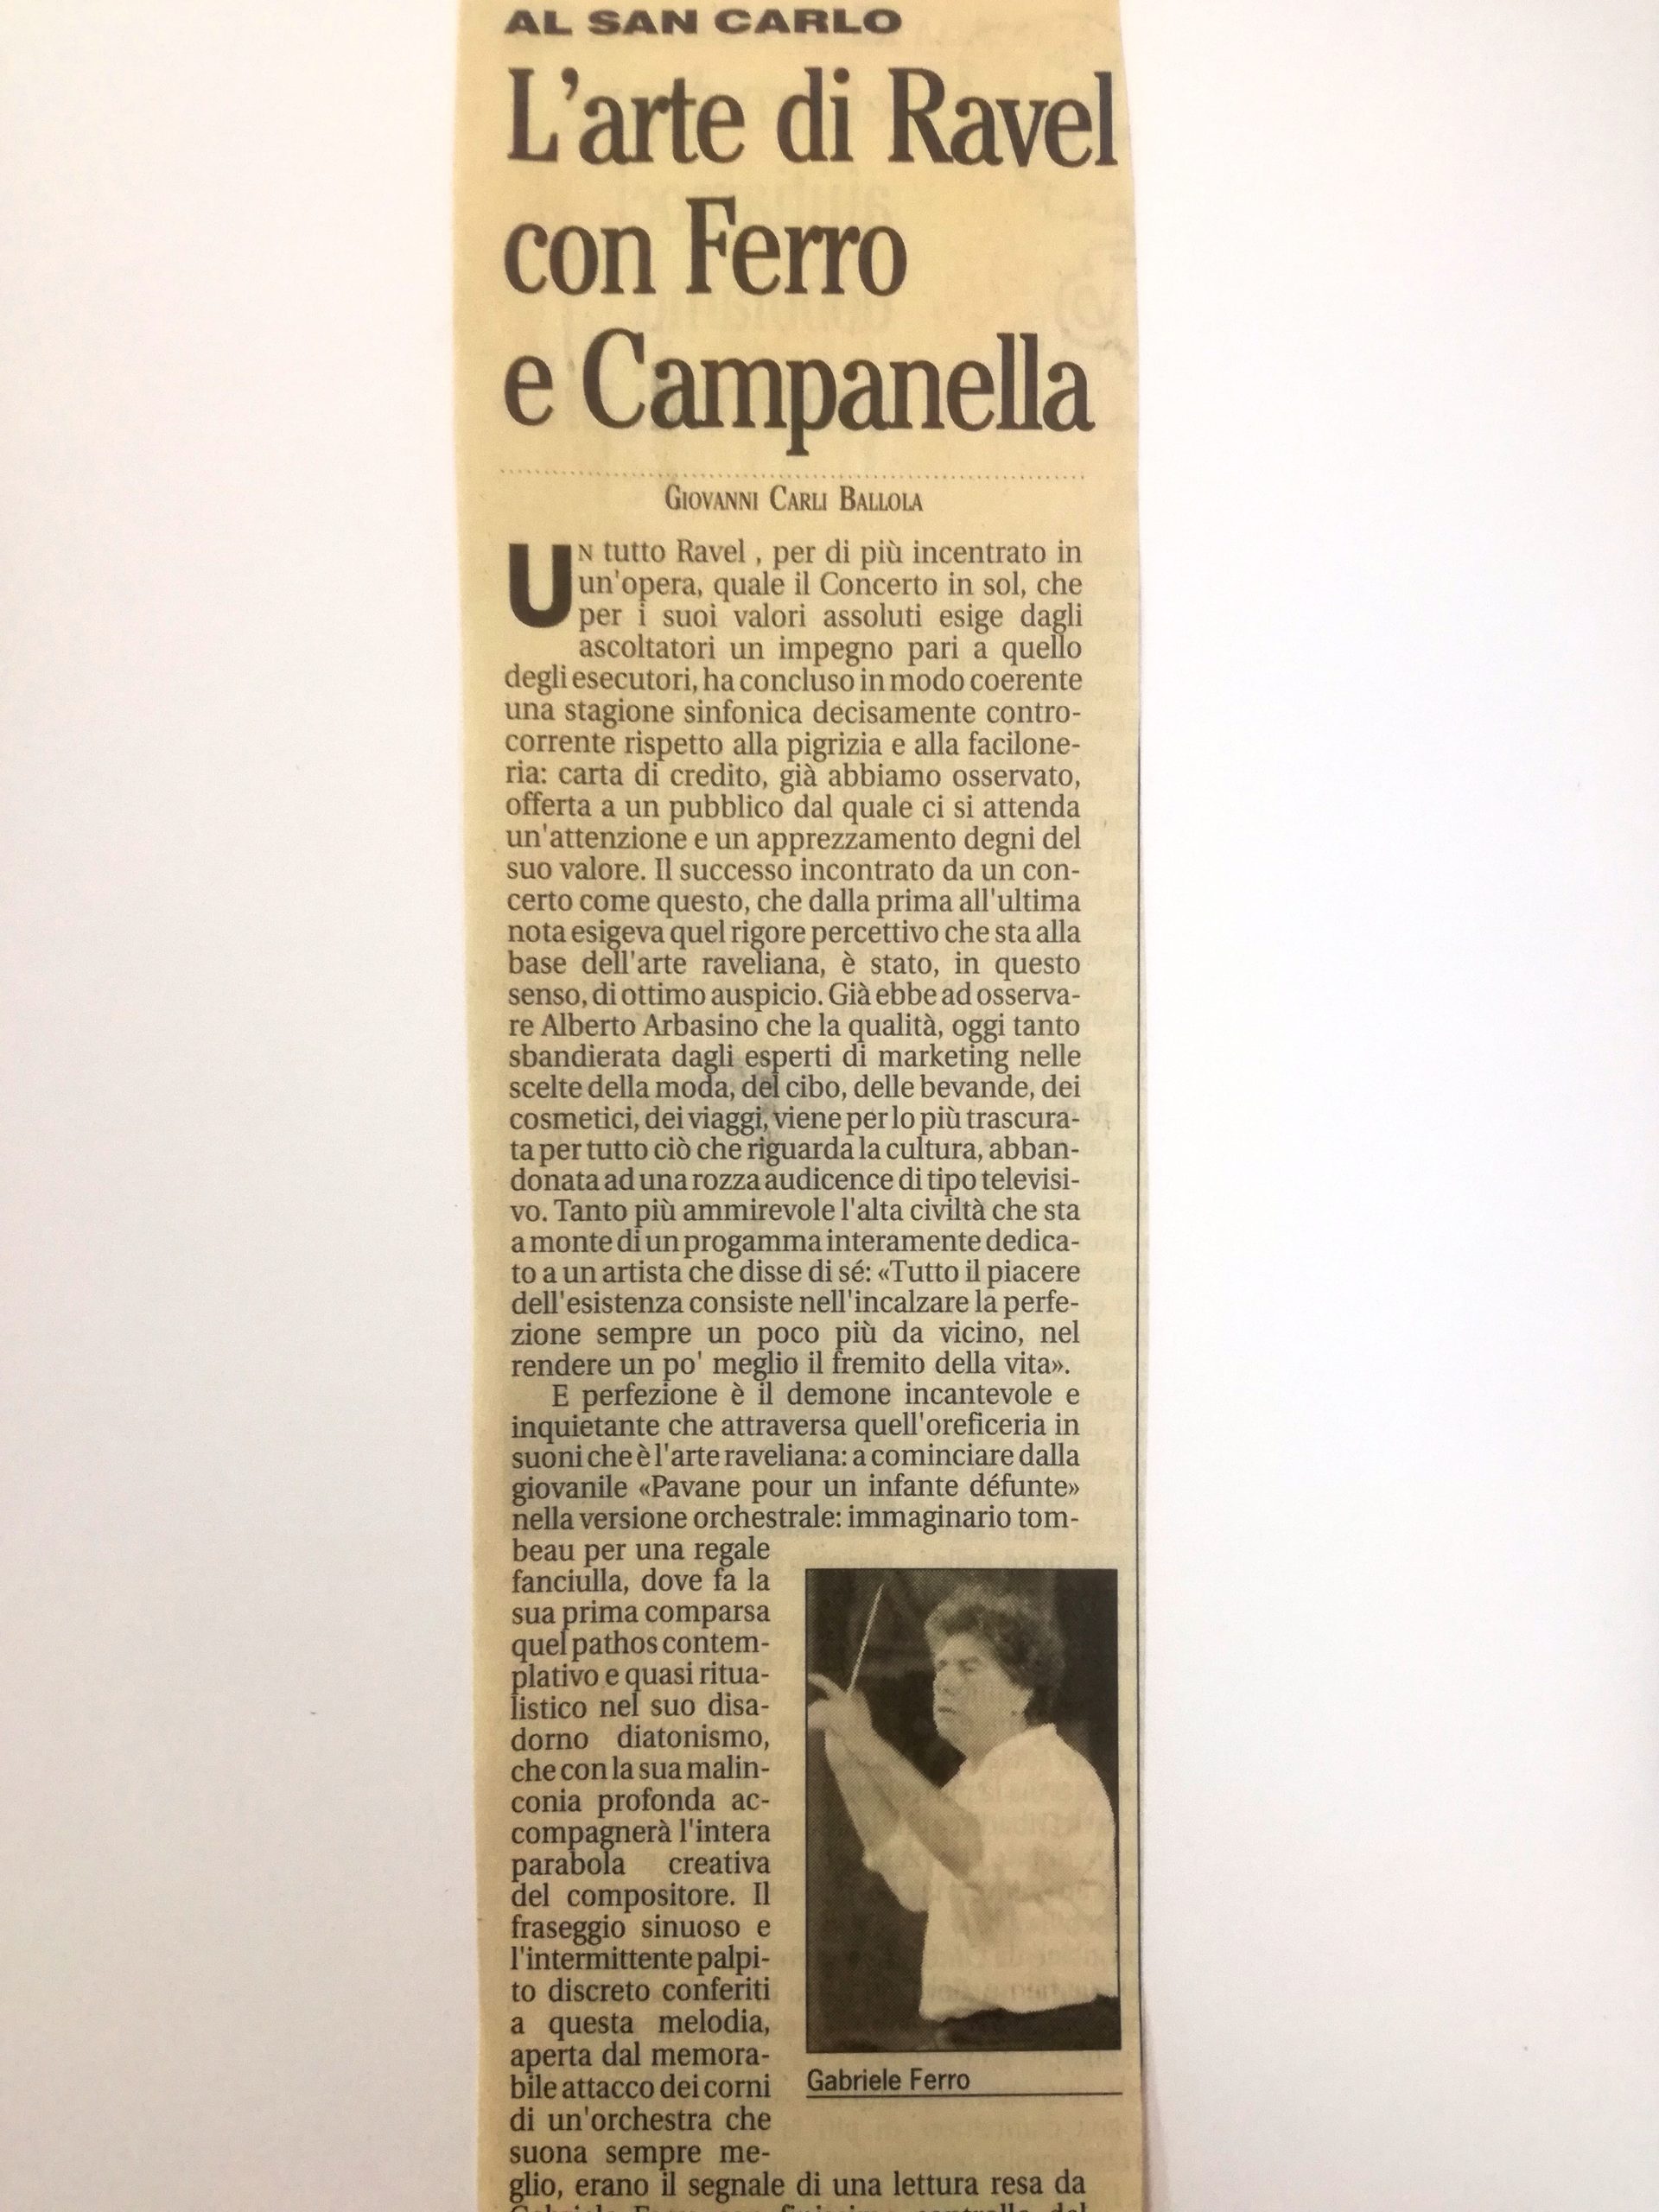 AL SAN CARLO
L'arte di Ravel
con Ferro
e Campanella
GIOVANNI CARLI BALLOLA
UN tutto Ravel , per di più incentrato in
un'opera, quale il Concerto in sol, che
per i suoi valori assoluti esige dagli
ascoltatori un impegno pari a quello
degli esecutori, ha concluso in modo coerente
una stagione sinfonica decisamente contro-
corrente rispetto alla pigrizia e alla facilone-
ria: carta di credito, già abbiamo osservato,
offerta a un pubblico dal quale ci si attenda
un'attenzione e un apprezzamento degni del
suo valore. Il successo incontrato da un con-
certo come questo, che dalla prima all'ultima
nota esigeva quel rigore percettivo che sta alla
base dell'arte raveliana, è stato, in questo
senso, di ottimo auspicio. Già ebbe ad osserva-
re Alberto Arbasino che la qualità, oggi tanto
sbandierata dagli esperti di marketing nelle
scelte della moda, del cibo, delle bevande, dei
cosmetici, dei viaggi, viene per lo più trascura-
ta per tutto ciò che riguarda la cultura, abban-
donata ad una rozza audicence di tipo televisi-
vo. Tanto più ammirevole l'alta civiltà che sta
a monte di un progamma interamente dedica-
to a un artista che disse di sé: «Tutto il piacere
dell'esistenza consiste nell'incalzare la perfe-
zione sempre un poco più da vicino, nel
rendere un po' meglio il fremito della vita».
E perfezione è il demone incantevole e
inquietante che attraversa quell'oreficeria in
suoni che è l'arte raveliana: a cominciare dalla
giovanile «Pavane pour un infante défunte»
nella versione orchestrale: immaginario tom-
beau per una regale
fanciulla, dove fa la
sua prima comparsa
quel pathos contem-
plativo e quasi ritua-
listico nel suo disa-
dorno diatonismo,
che con la sua malin-
conia profonda ac-
compagnerà l'intera
parabola creativa
del compositore. Il
fraseggio sinuoso e
l'intermittente palpi-
to discreto conferiti
a questa melodia,
aperta dal memora-
bile attacco dei corni
di un'orchestra che
suona sempre me-
glio, erano il segnale di una lettura resa da
Gabriele Ferro